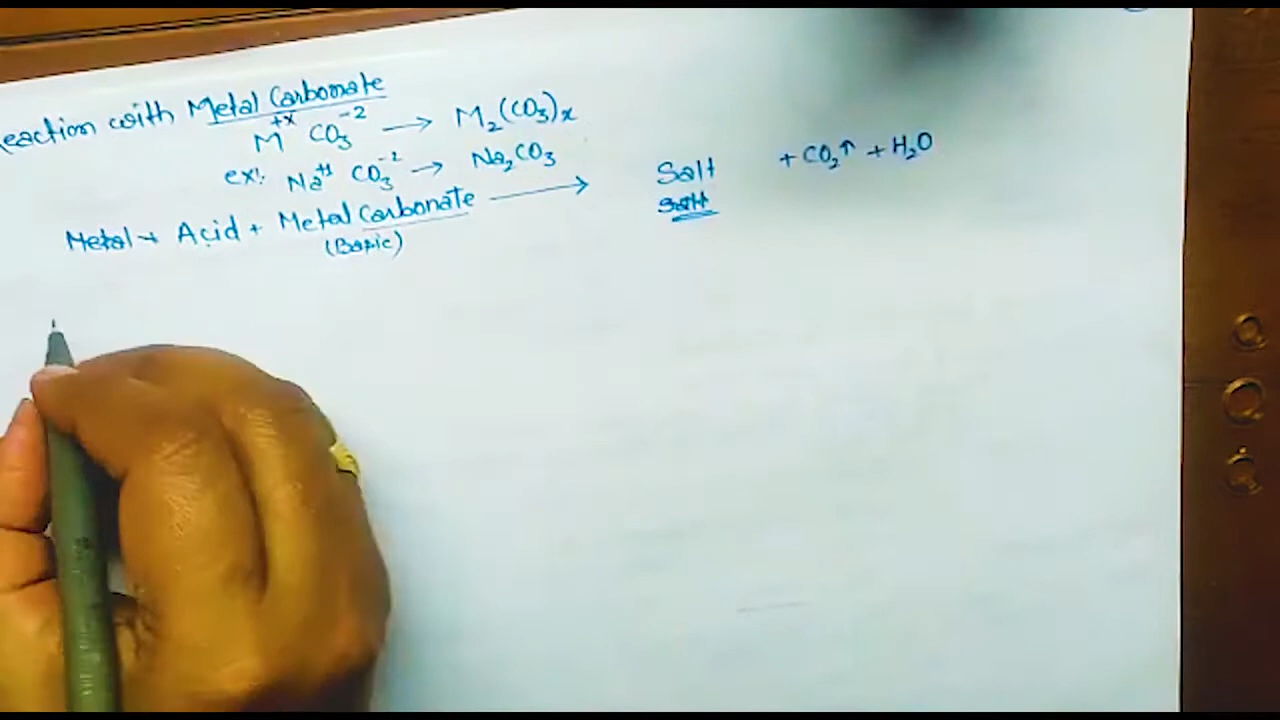 eaction with Metal Carbonate
M⁺ˣ CO₃⁻² → M₂(CO₃)ₓ
ex: Na⁺¹ CO₃⁻² → Na₂CO₃
Metal + Acid + Metal Carbonate → Salt + CO₂↑ + H₂O
(Basic)